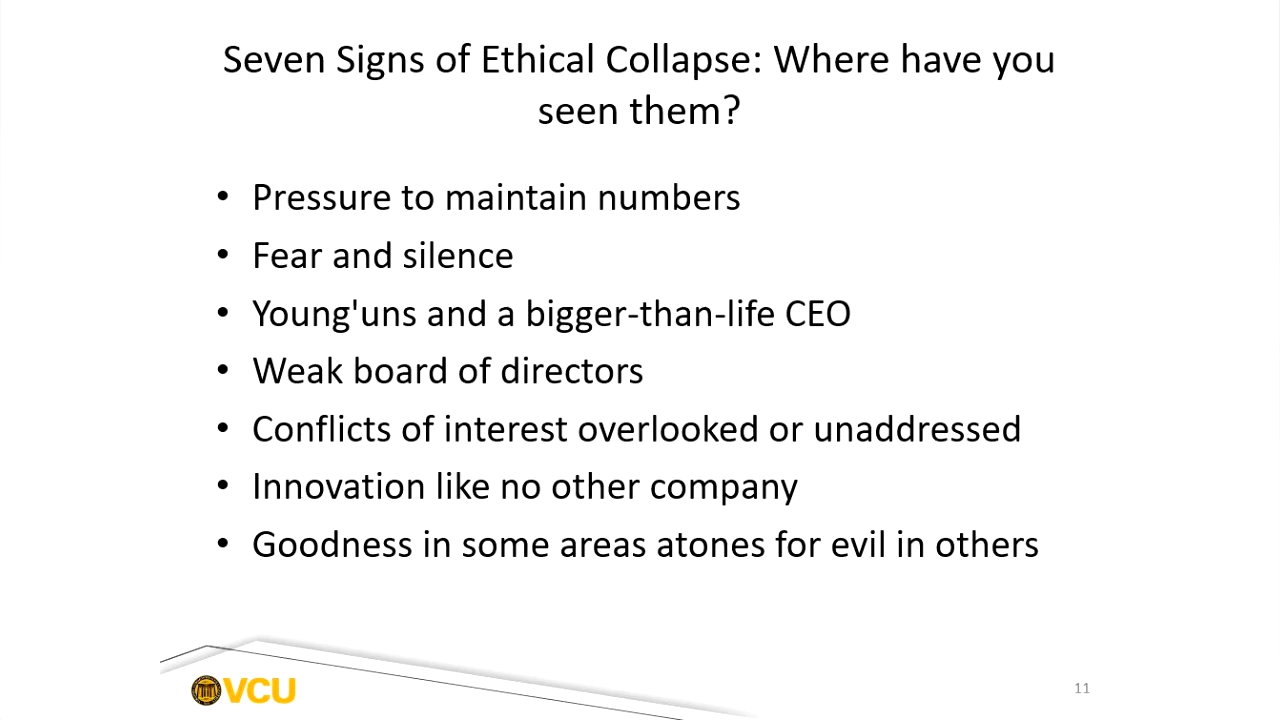 Seven Signs of Ethical Collapse: Where have you
seen them?
• Pressure to maintain numbers
• Fear and silence
• Young'uns and a bigger-than-life CEO
• Weak board of directors
• Conflicts of interest overlooked or unaddressed
• Innovation like no other company
• Goodness in some areas atones for evil in others
VCU
11